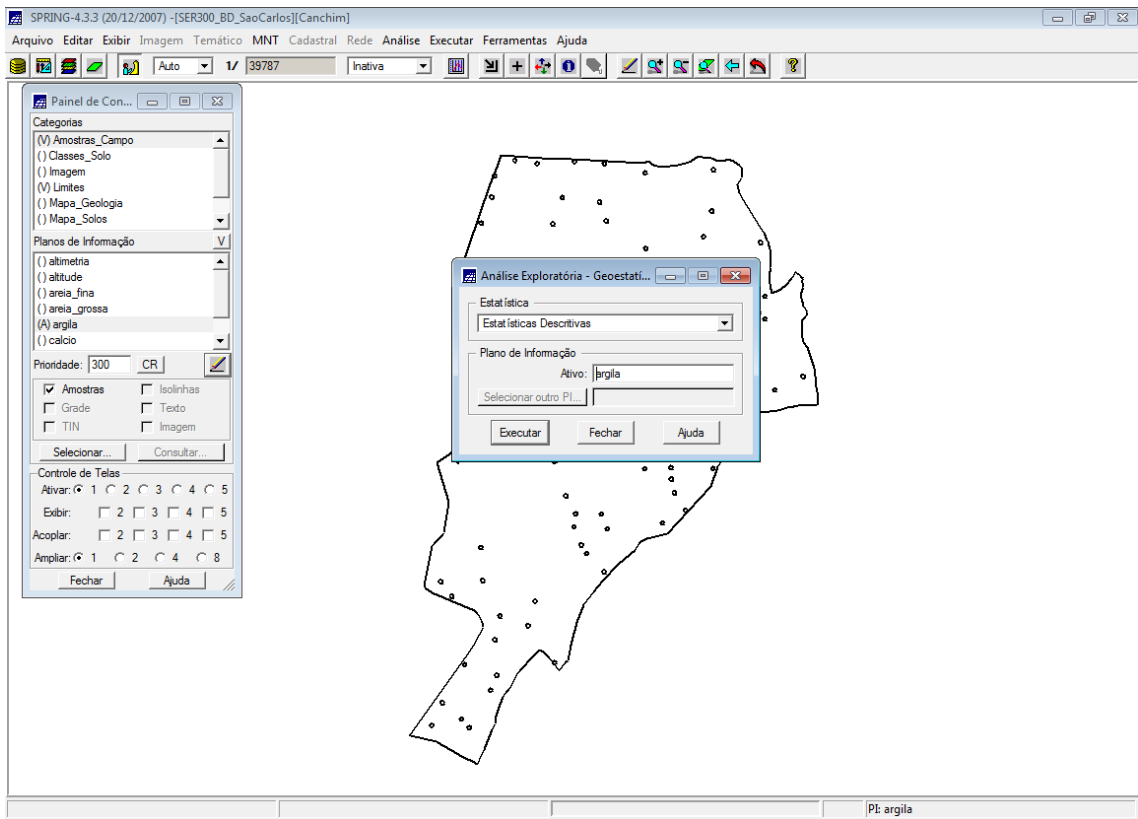 SPRING-4.3.3 (20/12/2007) -[SER300_BD_SaoCarlos][Canchim]
Arquivo Editar Exibir Imagem Temático MNT Cadastral Rede Análise Executar Ferramentas Ajuda
Auto 1/ 39787 Inativa
Painel de Con...
Categorias
(V) Amostras_Campo
( ) Classes_Solo
( ) Imagem
(V) Limites
( ) Mapa_Geologia
( ) Mapa_Solos
Planos de Informação V
( ) altimetria
( ) altitude
( ) areia_fina
( ) areia_grossa
(A) argila
( ) calcio
Prioridade: 300 CR
Amostras Isolinhas
Grade Texto
TIN Imagem
Selecionar... Consultar...
Controle de Telas
Ativar: 1 2 3 4 5
Exibir: 2 3 4 5
Acoplar: 2 3 4 5
Ampliar: 1 2 4 8
Fechar Ajuda
Análise Exploratória - Geoestatí...
Estatística
Estatísticas Descritivas
Plano de Informação
Ativo: argila
Selecionar outro PI...
Executar Fechar Ajuda
PI: argila